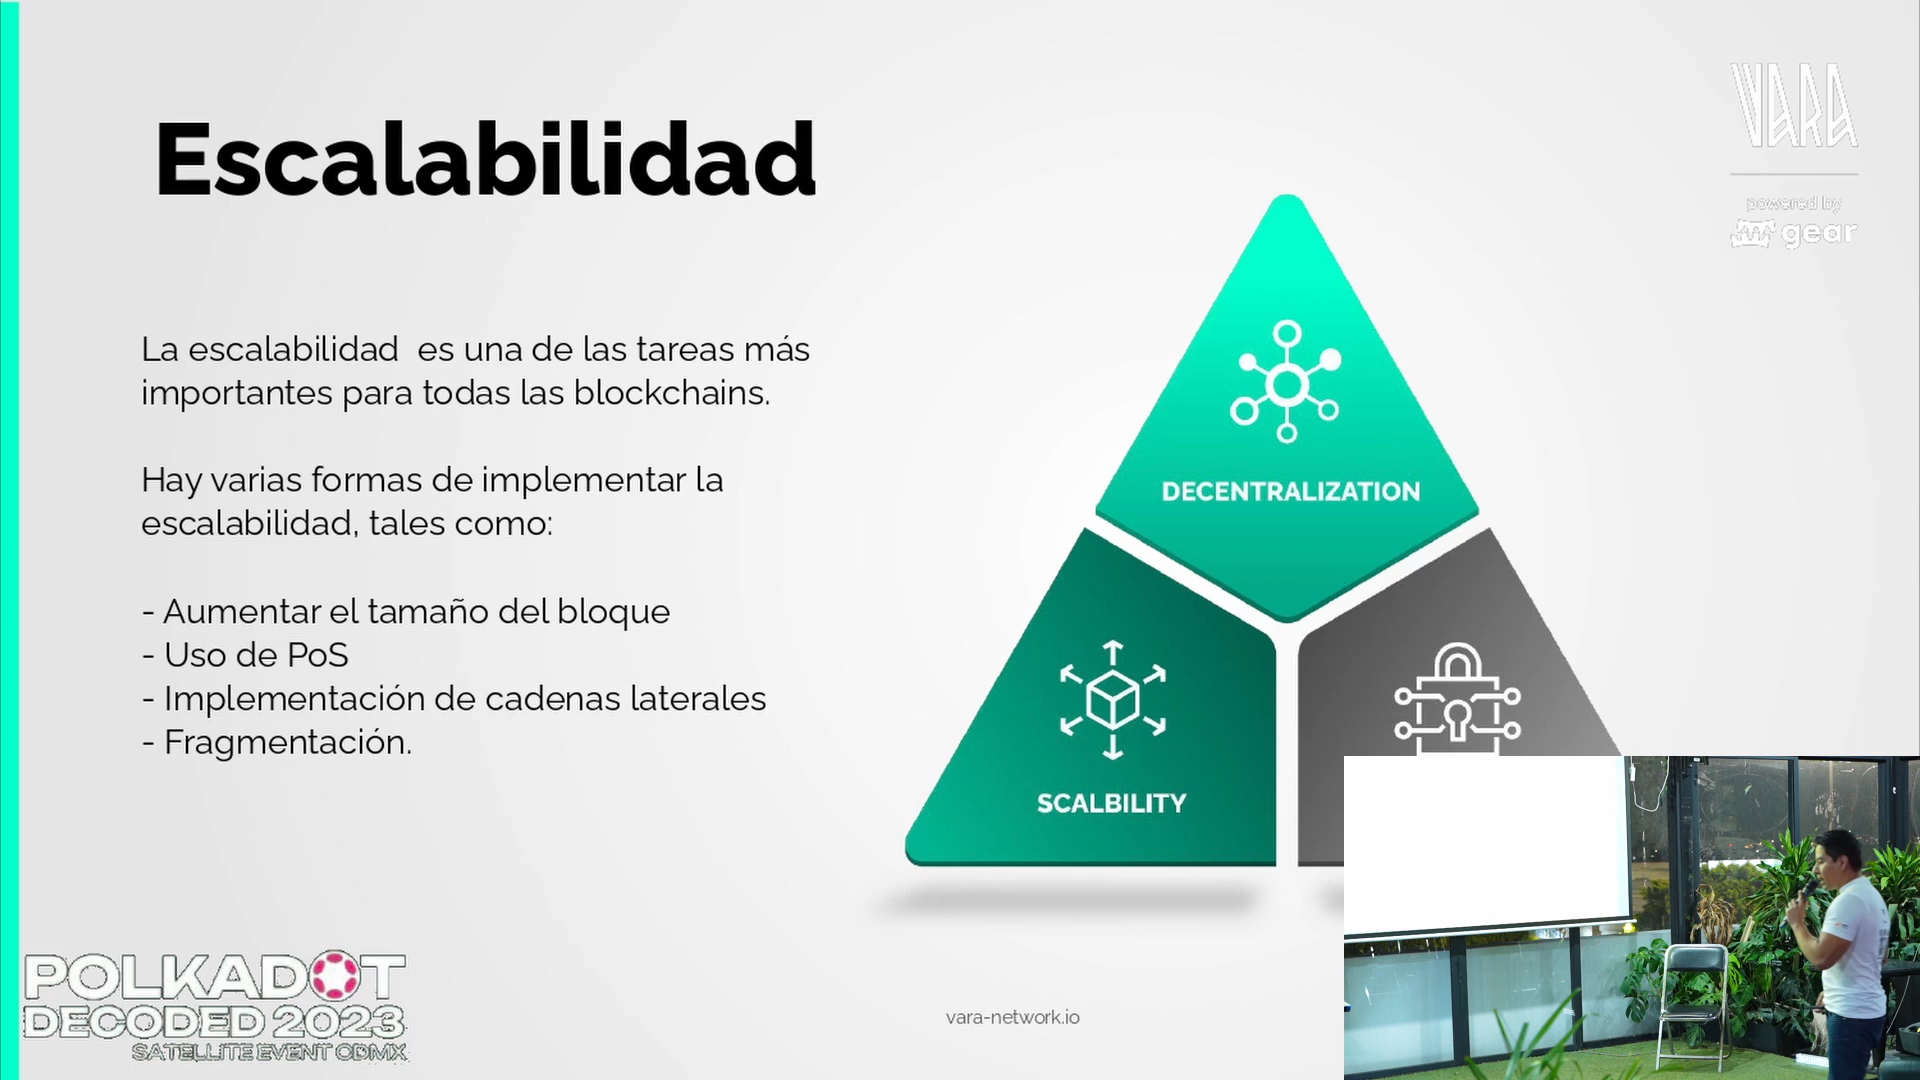 Escalabilidad
La escalabilidad  es una de las tareas más
importantes para todas las blockchains.
Hay varias formas de implementar la
escalabilidad, tales como:
- Aumentar el tamaño del bloque
- Uso de PoS
- Implementación de cadenas laterales
- Fragmentación.
DECENTRALIZATION
SCALBILITY
VARA
powered by
gear
POLKADOT
DECODED 2023
SATELLITE EVENT CDMX
vara-network.io